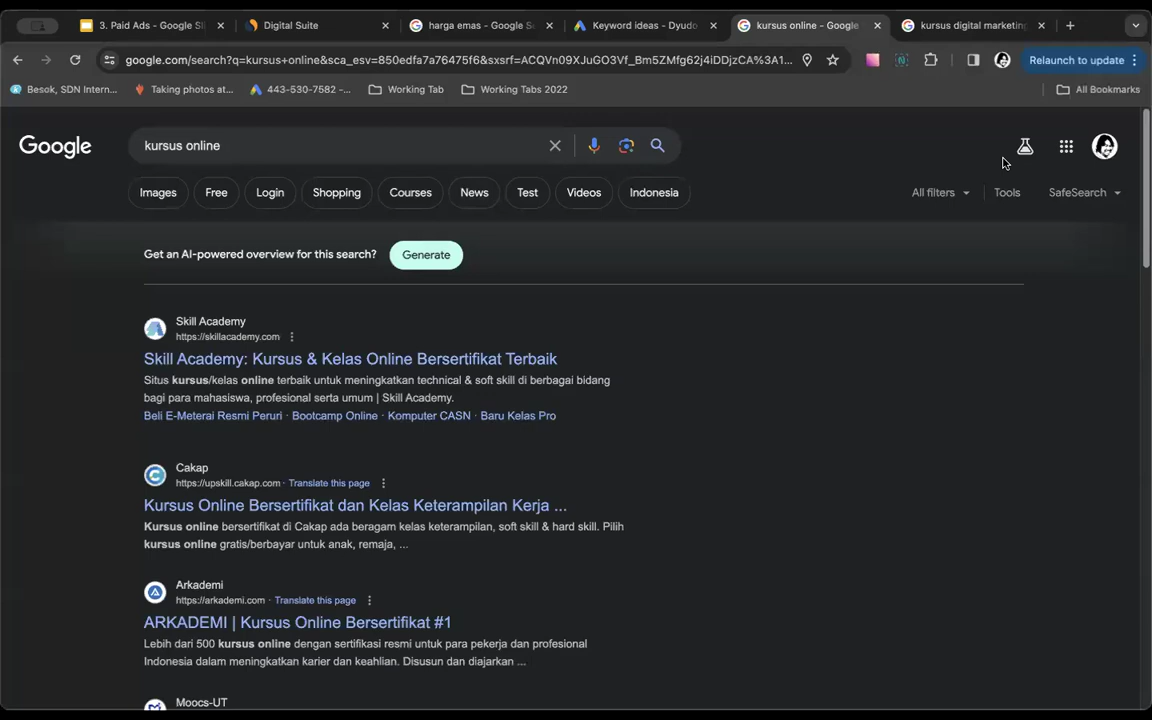 3. Paid Ads - Google Sl
Digital Suite
harga emas - Google Se
Keyword ideas - Dyudo
kursus online - Google
kursus digital marketing
google.com/search?q=kursus+online&sca_esv=850edfa7a76475f6&sxsrf=ACQVn09XJuGO3Vf_Bm5ZMfg62j4iDDjzCA%3A1...
Relaunch to update
Besok, SDN Intern...
Taking photos at...
443-530-7582 -...
Working Tab
Working Tabs 2022
All Bookmarks
Google
kursus online
Images
Free
Login
Shopping
Courses
News
Test
Videos
Indonesia
All filters
Tools
SafeSearch
Get an AI-powered overview for this search?
Generate
Skill Academy
https://skillacademy.com
Skill Academy: Kursus & Kelas Online Bersertifikat Terbaik
Situs kursus/kelas online terbaik untuk meningkatkan technical & soft skill di berbagai bidang
bagi para mahasiswa, profesional serta umum | Skill Academy.
Beli E-Meterai Resmi Peruri · Bootcamp Online · Komputer CASN · Baru Kelas Pro
Cakap
https://upskill.cakap.com · Translate this page
Kursus Online Bersertifikat dan Kelas Keterampilan Kerja ...
Kursus online bersertifikat di Cakap ada beragam kelas keterampilan, soft skill & hard skill. Pilih
kursus online gratis/berbayar untuk anak, remaja, ...
Arkademi
https://arkademi.com · Translate this page
ARKADEMI | Kursus Online Bersertifikat #1
Lebih dari 500 kursus online dengan sertifikasi resmi untuk para pekerja dan profesional
Indonesia dalam meningkatkan karier dan keahlian. Disusun dan diajarkan ...
Moocs-UT